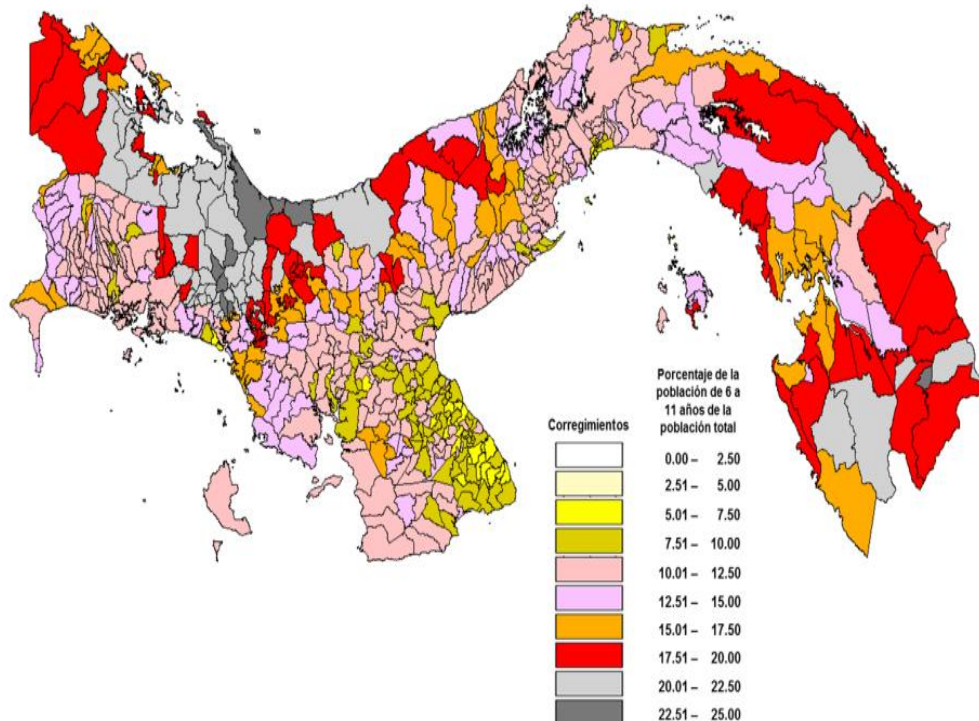 Corregimientos
Porcentaje de la
población de 6 a
11 años de la
población total
0.00 – 2.50
2.51 – 5.00
5.01 – 7.50
7.51 – 10.00
10.01 – 12.50
12.51 – 15.00
15.01 – 17.50
17.51 – 20.00
20.01 – 22.50
22.51 – 25.00